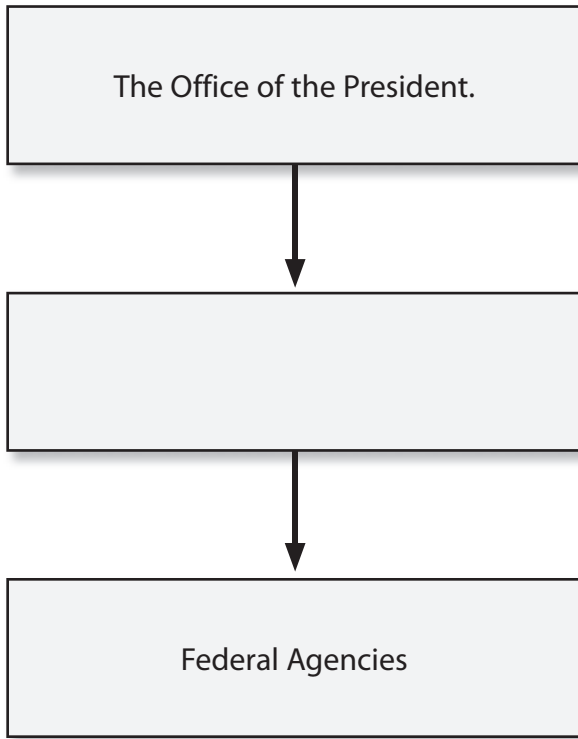 The Office of the President.
Federal Agencies